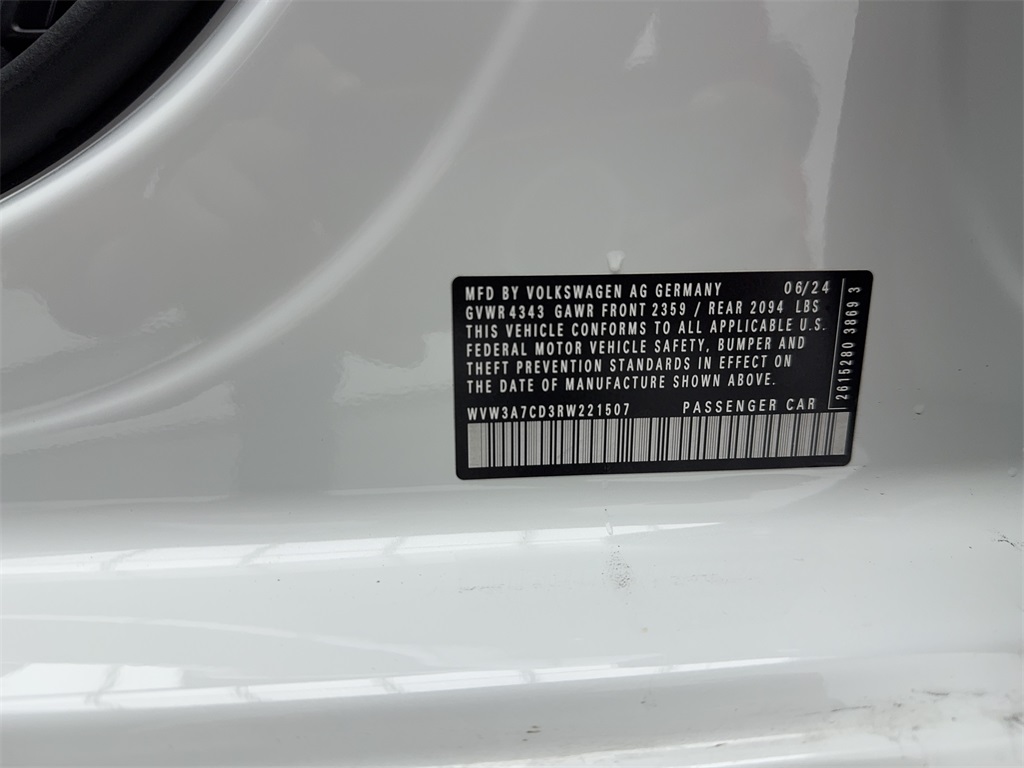 MFD BY VOLKSWAGEN AG GERMANY 06/24
GVWR 4343 GAWR FRONT 2359 / REAR 2094 LBS
THIS VEHICLE CONFORMS TO ALL APPLICABLE U.S.
FEDERAL MOTOR VEHICLE SAFETY, BUMPER AND
THEFT PREVENTION STANDARDS IN EFFECT ON
THE DATE OF MANUFACTURE SHOWN ABOVE.
WVW3A7CD3RW221507 PASSENGER CAR
2615280 3869 3